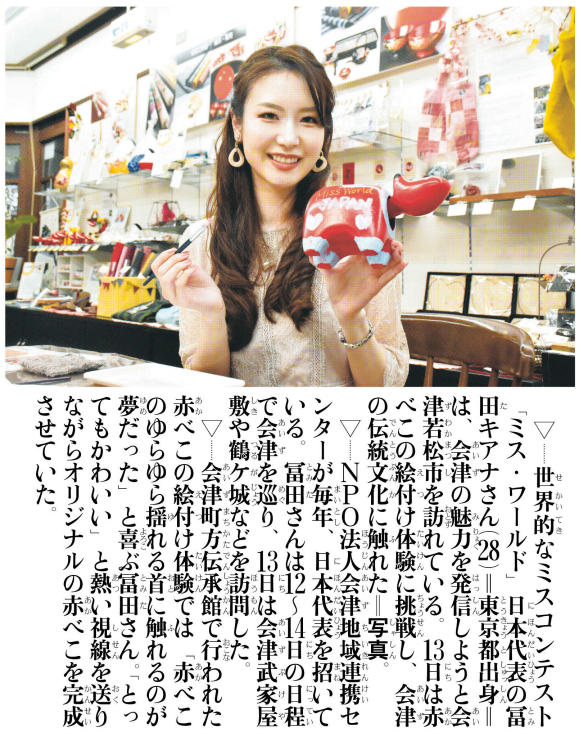 Miss World
JAPAN
▽……世界的なミスコンテスト
「ミス・ワールド」日本代表の冨
田キアナさん(28)＝東京都出身＝
は、会津の魅力を発信しようと会
津若松市を訪れている。13日は赤
べこの絵付け体験に挑戦し、会津
の伝統文化に触れた＝写真。
▽……ＮＰＯ法人会津地域連携セ
ンターが毎年、日本代表を招いて
いる。冨田さんは12〜14日の日程
で会津を巡り、13日は会津武家屋
敷や鶴ケ城などを訪問した。
▽……会津町方伝承館で行われた
赤べこの絵付け体験では「赤べこ
のゆらゆら揺れる首に触れるのが
夢だった」と喜ぶ冨田さん。「とっ
てもかわいい」と熱い視線を送り
ながらオリジナルの赤べこを完成
させていた。